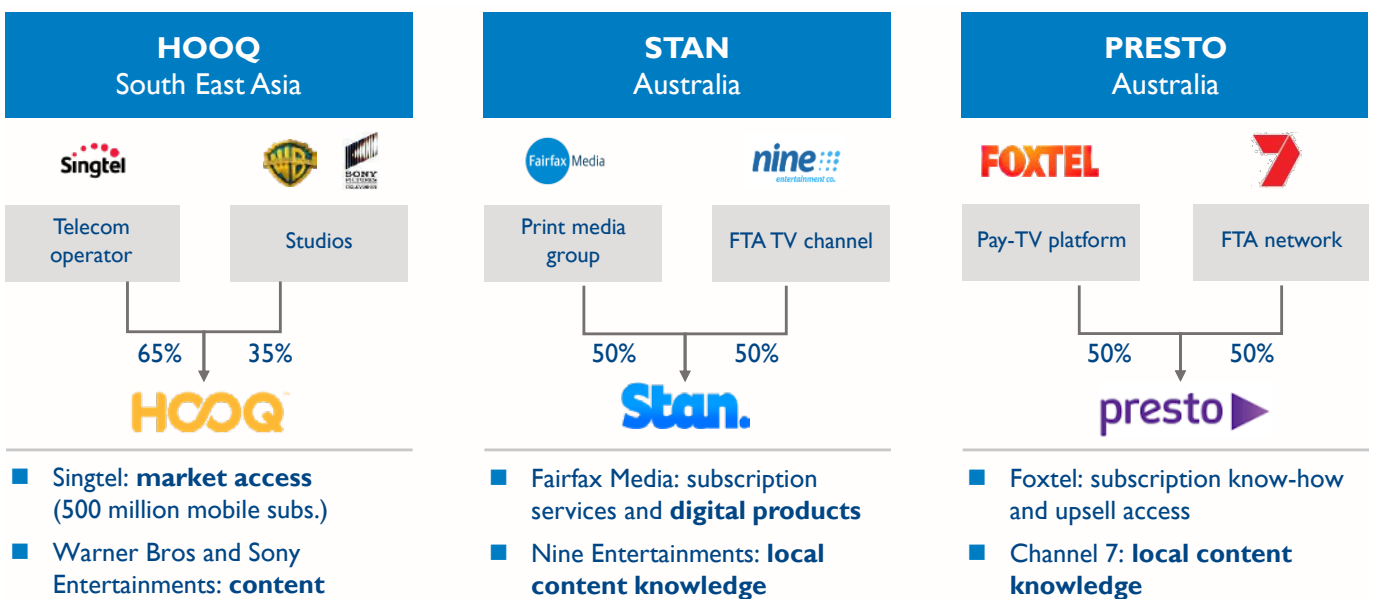 HOOQ
South East Asia
Singtel
WB
SONY
PICTURES
TELEVISION
Telecom
operator
Studios
65%
35%
HOOQ
Singtel: market access
(500 million mobile subs.)
Warner Bros and Sony
Entertainments: content
STAN
Australia
Fairfax Media
nine
entertainment co.
Print media
group
FTA TV channel
50%
50%
Stan.
Fairfax Media: subscription
services and digital products
Nine Entertainments: local
content knowledge
PRESTO
Australia
FOXTEL
7
Pay-TV platform
FTA network
50%
50%
presto
Foxtel: subscription know-how
and upsell access
Channel 7: local content
knowledge